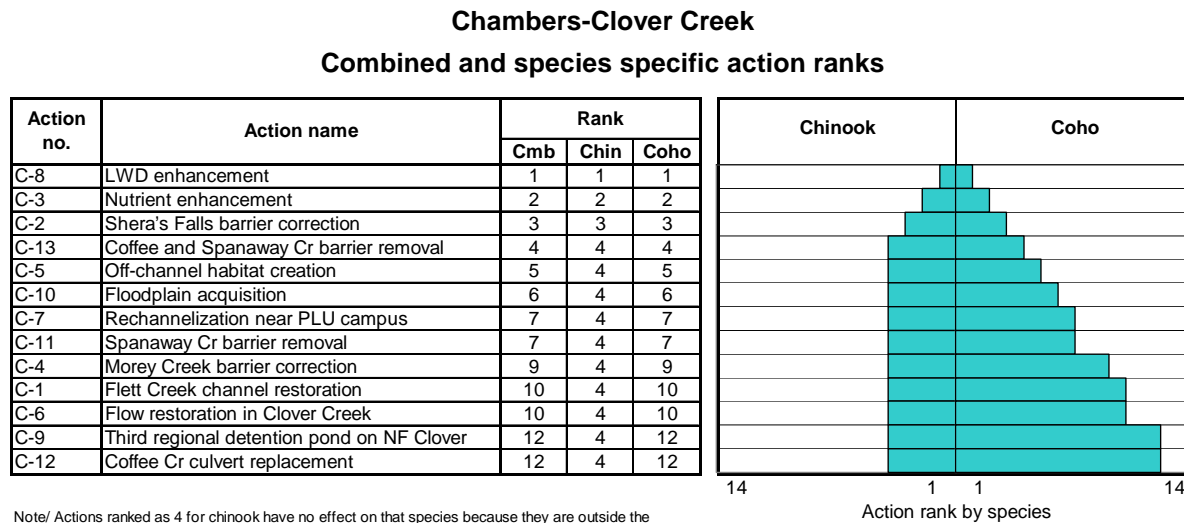 Chambers-Clover Creek
Combined and species specific action ranks
Action no. Action name Rank
Cmb Chin Coho
C-8 LWD enhancement 1 1 1
C-3 Nutrient enhancement 2 2 2
C-2 Shera's Falls barrier correction 3 3 3
C-13 Coffee and Spanaway Cr barrier removal 4 4 4
C-5 Off-channel habitat creation 5 4 5
C-10 Floodplain acquisition 6 4 6
C-7 Rechannelization near PLU campus 7 4 7
C-11 Spanaway Cr barrier removal 7 4 7
C-4 Morey Creek barrier correction 9 4 9
C-1 Flett Creek channel restoration 10 4 10
C-6 Flow restoration in Clover Creek 10 4 10
C-9 Third regional detention pond on NF Clover 12 4 12
C-12 Coffee Cr culvert replacement 12 4 12
Note/ Actions ranked as 4 for chinook have no effect on that species because they are outside the
Chinook Coho
14 1 1 14
Action rank by species